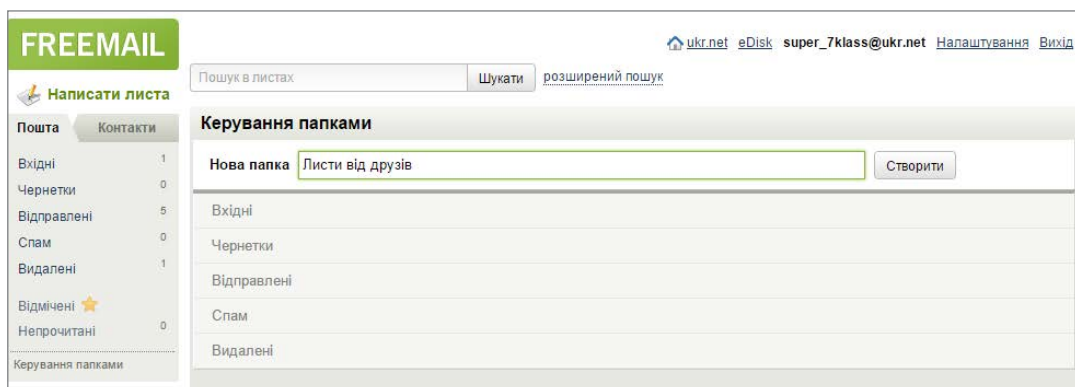 FREEMAIL
ukr.net eDisk super_7klass@ukr.net Налаштування Вихід
Пошук в листах Шукати розширений пошук
Написати листа
Пошта Контакти
Керування папками
Вхідні 1
Чернетки 0
Відправлені 5
Спам 0
Видалені 1
Відмічені
Непрочитані 0
Керування папками
Нова папка Листи від друзів Створити
Вхідні
Чернетки
Відправлені
Спам
Видалені